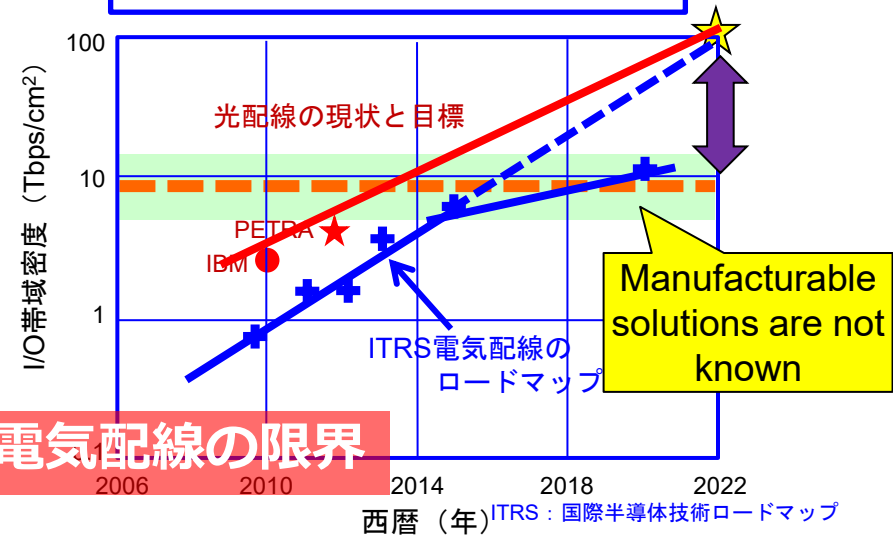 100
10
1
I/O帯域密度（Tbps/cm²）
光配線の現状と目標
PETRA
IBM
ITRS電気配線の
ロードマップ
Manufacturable
solutions are not
known
電気配線の限界
2006
2010
2014
2018
2022
西暦（年）
ITRS：国際半導体技術ロードマップ